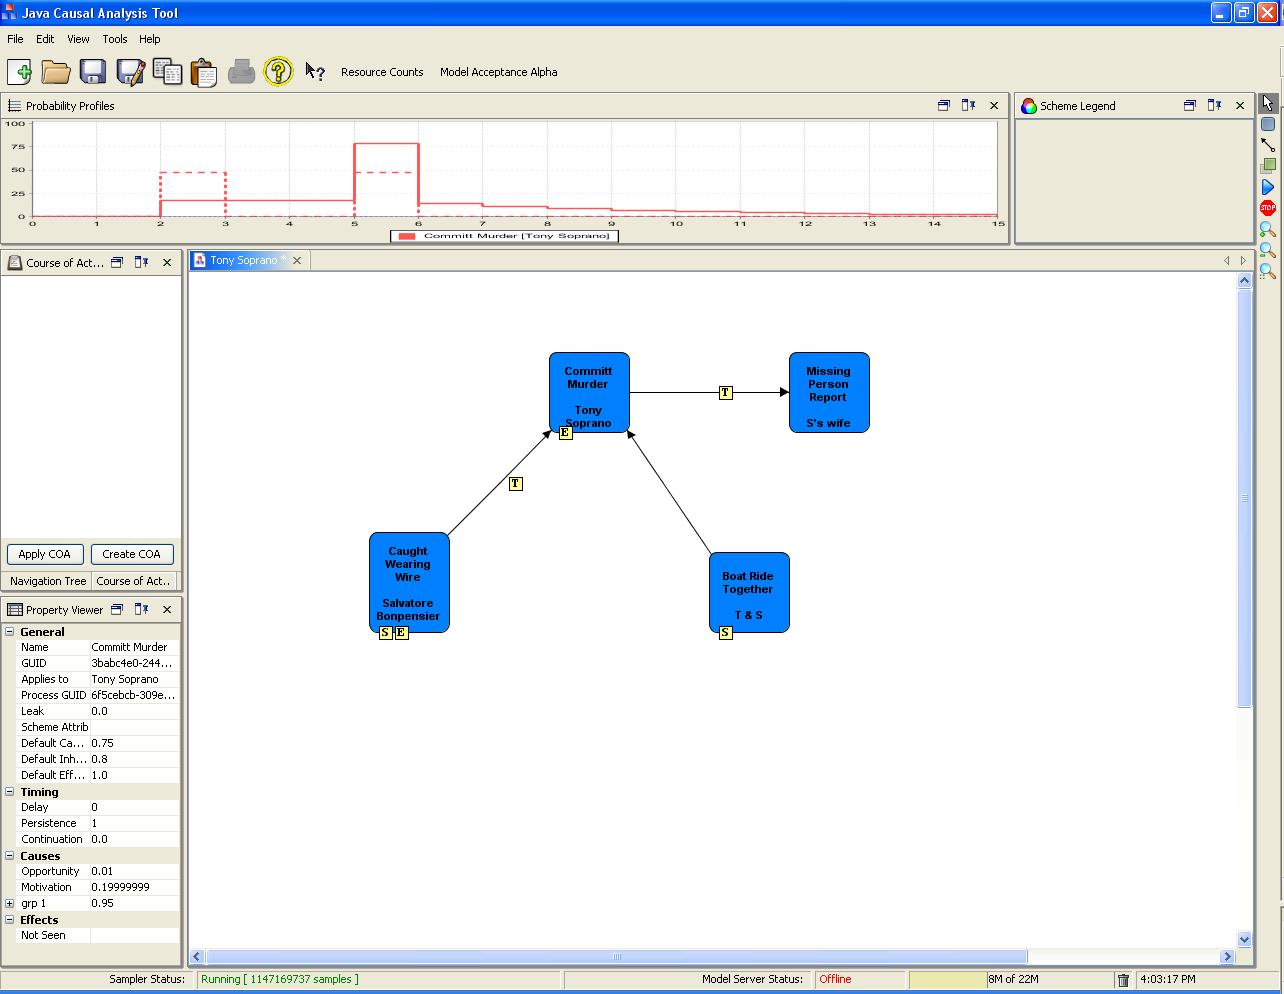 Java Causal Analysis Tool
File Edit View Tools Help
Resource Counts Model Acceptance Alpha
Probability Profiles
100
75
50
25
0
0 1 2 3 4 5 6 7 8 9 10 11 12 13 14 15
Committ Murder [Tony Soprano]
Scheme Legend
STOP
Course of Act...
Apply COA Create COA
Navigation Tree Course of Act..
Tony Soprano *
Committ
Murder
Tony
Soprano
E
T
Missing
Person
Report
S's wife
T
Caught
Wearing
Wire
Salvatore
Bonpensier
S E
Boat Ride
Together
T & S
S
Property Viewer
General
Name Committ Murder
GUID 3babc4e0-244...
Applies to Tony Soprano
Process GUID 6f5cebcb-309e...
Leak 0.0
Scheme Attrib
Default Ca... 0.75
Default Inh... 0.8
Default Eff... 1.0
Timing
Delay 0
Persistence 1
Continuation 0.0
Causes
Opportunity 0.01
Motivation 0.19999999
grp 1 0.95
Effects
Not Seen
Sampler Status: Running [ 1147169737 samples ] Model Server Status: Offline 8M of 22M 4:03:17 PM